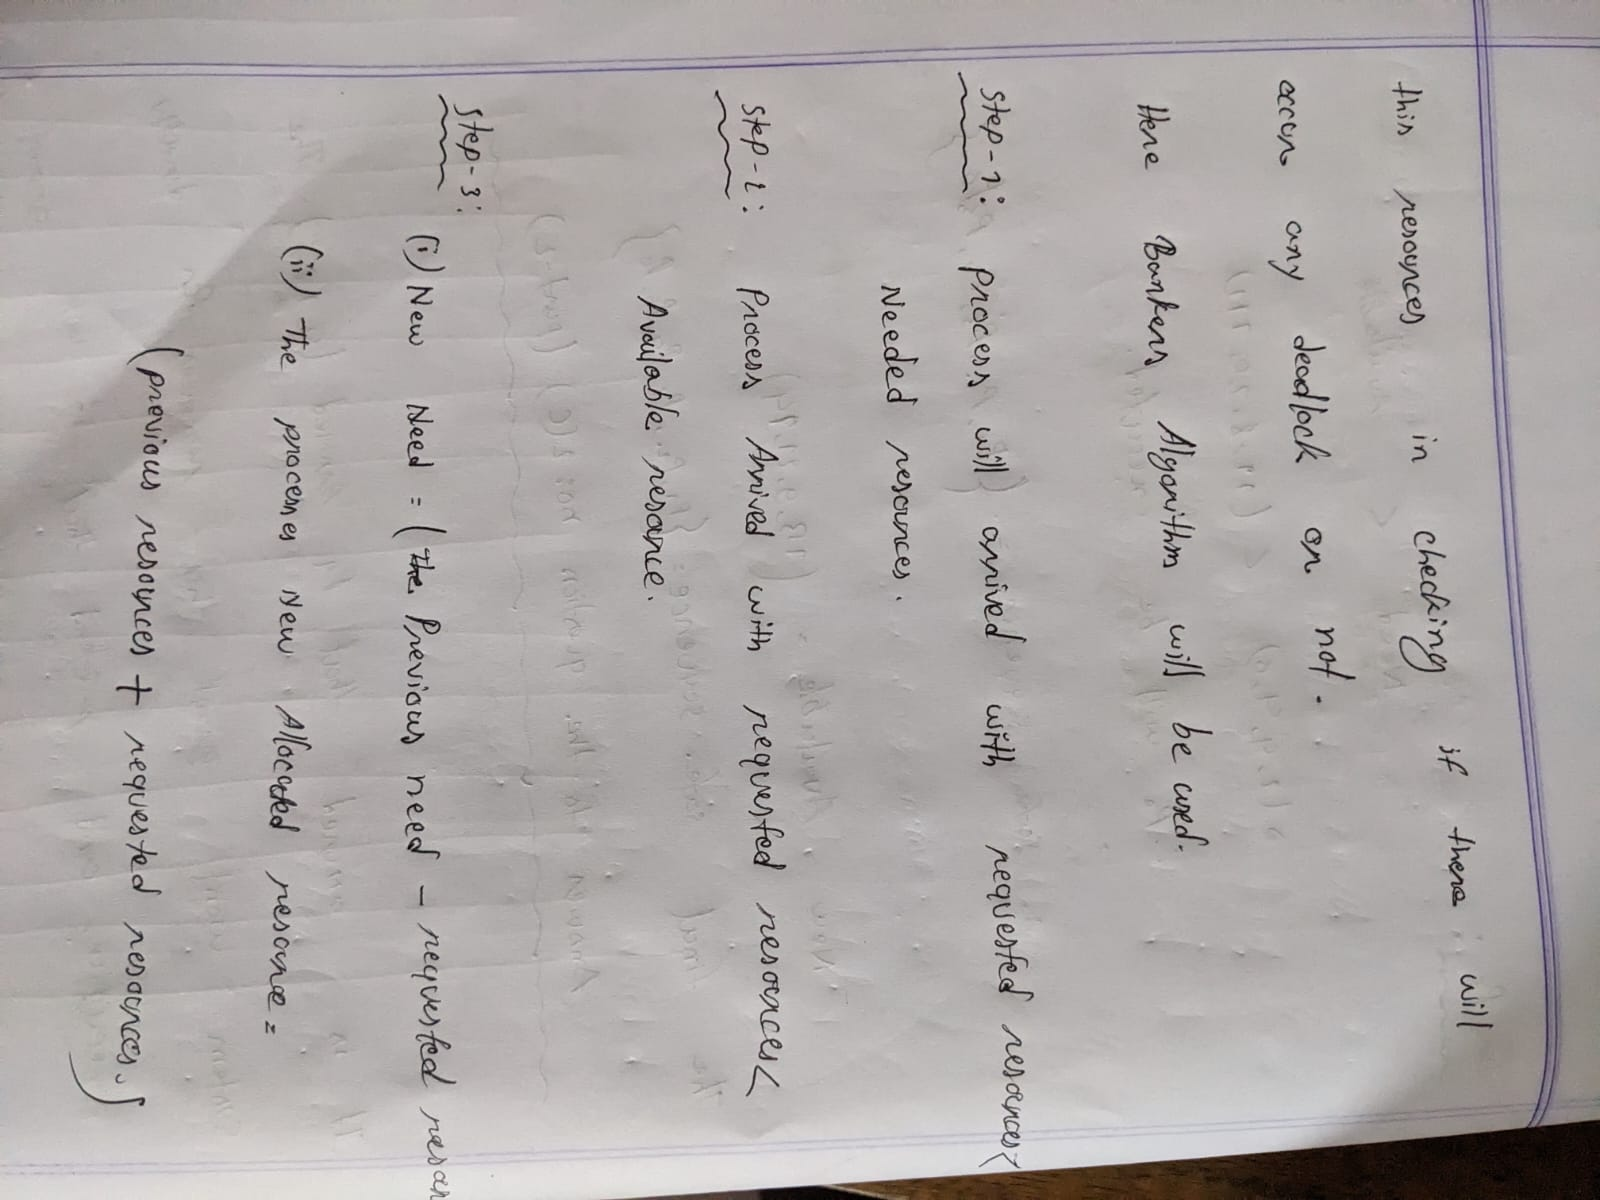 this resources in checking if there will
occur any deadlock or not.
Here Bankers Algorithm will be used.
Step-1: process will arrived with requested resources<
Needed resources.
Step-2: Process Arrived with requested resources<
Available resource.
Step-3: (i) New Need = (the Previous need - requested resour
(ii) the processes New Allocated resource =
(previous resources + requested resources.)